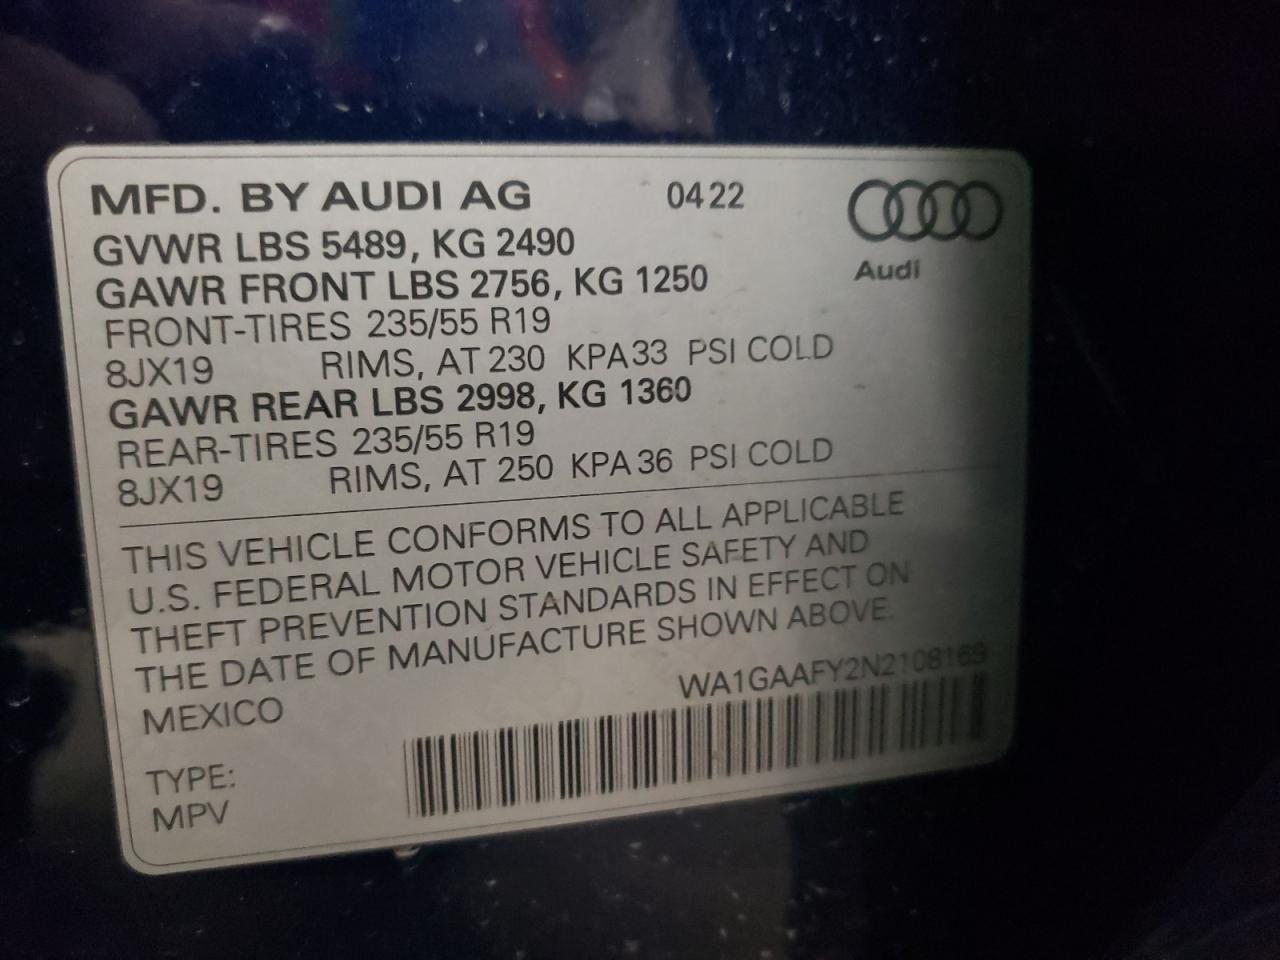 MFD. BY AUDI AG 0422
Audi
GVWR LBS 5489, KG 2490
GAWR FRONT LBS 2756, KG 1250
FRONT-TIRES 235/55 R19
8JX19 RIMS, AT 230 KPA 33 PSI COLD
GAWR REAR LBS 2998, KG 1360
REAR-TIRES 235/55 R19
8JX19 RIMS, AT 250 KPA 36 PSI COLD
THIS VEHICLE CONFORMS TO ALL APPLICABLE
U.S. FEDERAL MOTOR VEHICLE SAFETY AND
THEFT PREVENTION STANDARDS IN EFFECT ON
THE DATE OF MANUFACTURE SHOWN ABOVE.
MEXICO WA1GAAFY2N2108169
TYPE:
MPV